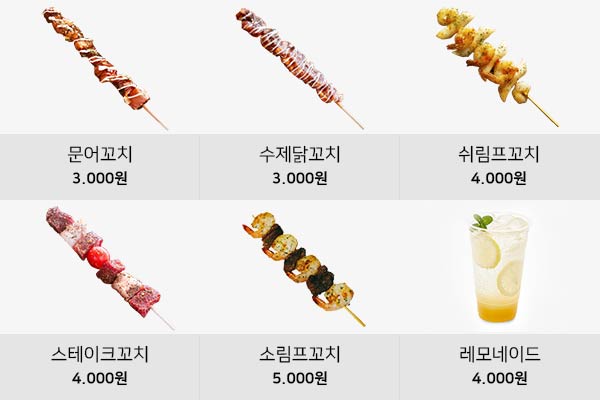 문어꼬치
3.000원
수제닭꼬치
3.000원
쉬림프꼬치
4.000원
스테이크꼬치
4.000원
소림프꼬치
5.000원
레모네이드
4.000원